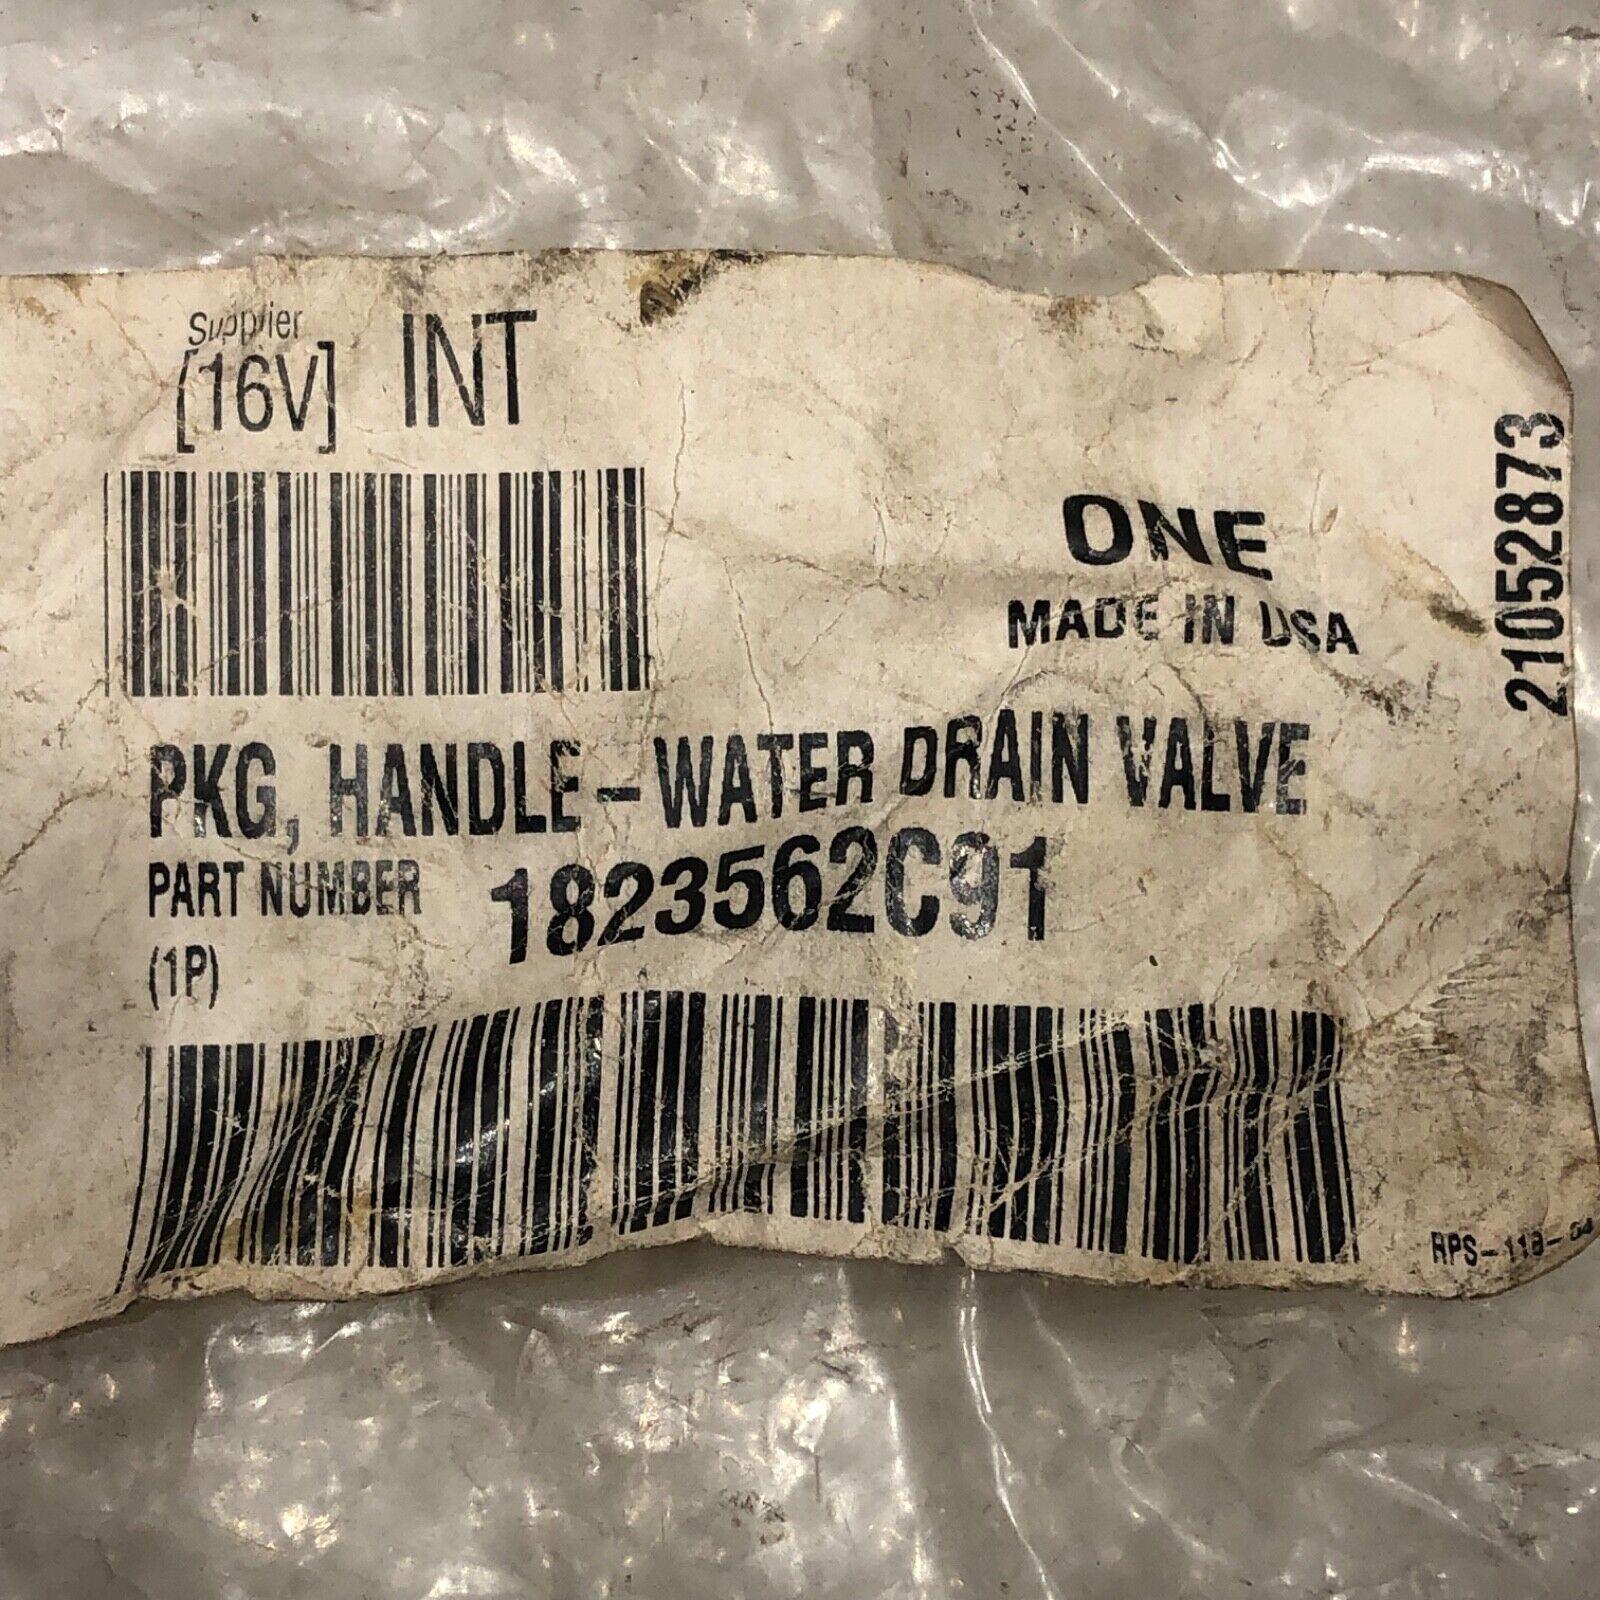 Supplier
[16V] INT
ONE
MADE IN USA
21052873
PKG, HANDLE-WATER DRAIN VALVE
PART NUMBER 1823562C91
(1P)